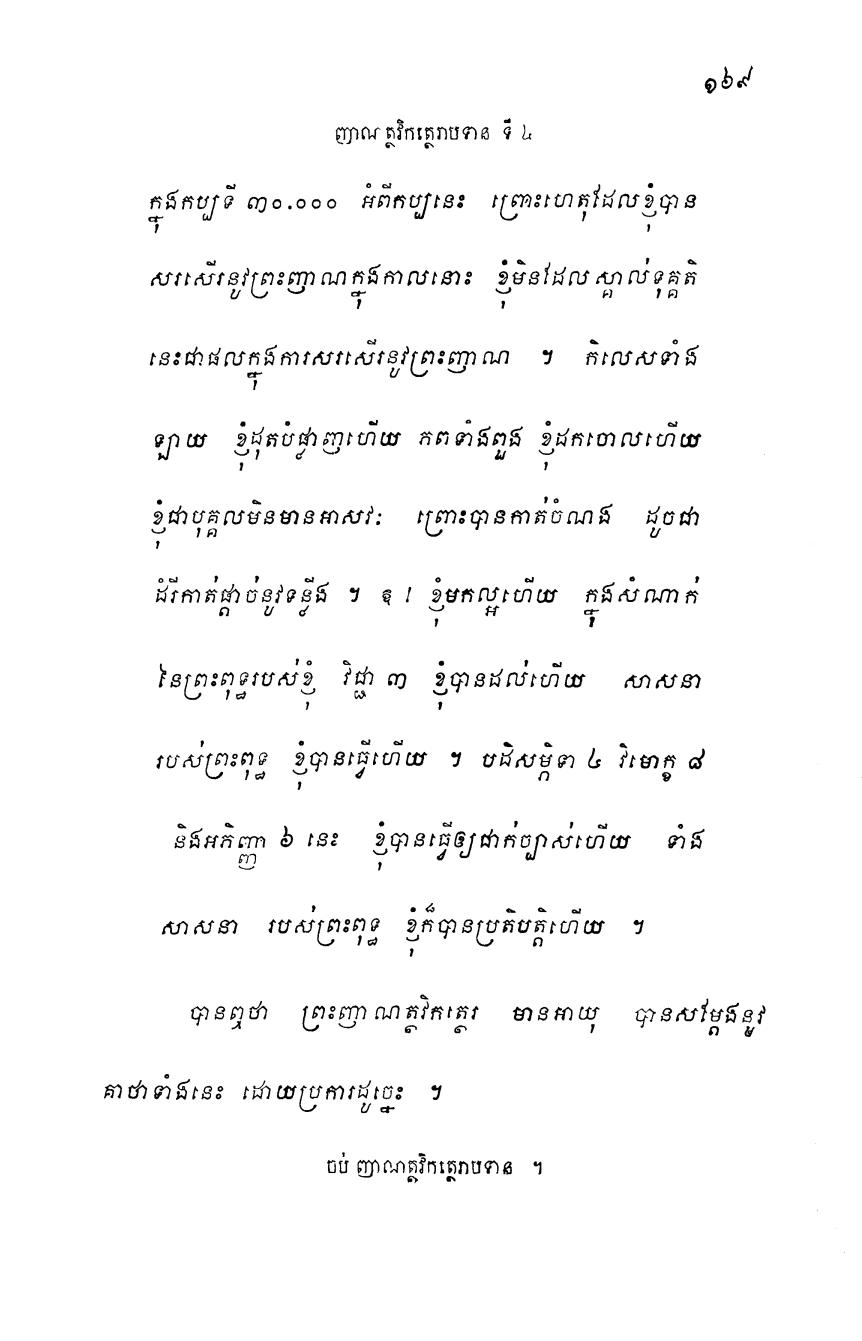 ១៦៩
ញាណត្ថវិកត្ថេរាបទាន ទី ៤
ក្នុងកប្បទី ៣០.០០០ អំពីកប្បនេះ ព្រោះហេតុដែលខ្ញុំបាន
សរសើរនូវព្រះញាណក្នុងកាលនោះ ខ្ញុំមិនដែលស្គាល់ទុគ្គតិ
នេះជាផលក្នុងការសរសើរនូវព្រះញាណ ។ កិលេសទាំង
ឡាយ ខ្ញុំដុតបំផ្លាញហើយ ភពទាំងពួង ខ្ញុំដកចោលហើយ
ខ្ញុំជាបុគ្គលមិនមានអាសវៈ ព្រោះបានកាត់ចំណង ដូចជា
ដំរីកាត់ផ្តាច់នូវទន្លីង ។ ឱ ! ខ្ញុំមកល្អហើយ ក្នុងសំណាក់
នៃព្រះពុទ្ធរបស់ខ្ញុំ វិជ្ជា ៣ ខ្ញុំបានដល់ហើយ សាសនា
របស់ព្រះពុទ្ធ ខ្ញុំបានធ្វើហើយ ។ បដិសម្ភិទា ៤ វិមោក្ខ ៨
និងអភិញ្ញា ៦ នេះ ខ្ញុំបានធ្វើឲ្យជាក់ច្បាស់ហើយ ទាំង
សាសនា របស់ព្រះពុទ្ធ ខ្ញុំក៏បានប្រតិបត្តិហើយ ។
បានឮថា ព្រះញាណត្ថវិកត្ថេរ មានអាយុ បានសម្តែងនូវ
គាថាទាំងនេះ ដោយប្រការដូច្នេះ ។
ចប់ ញាណត្ថវិកត្ថេរាបទាន ។